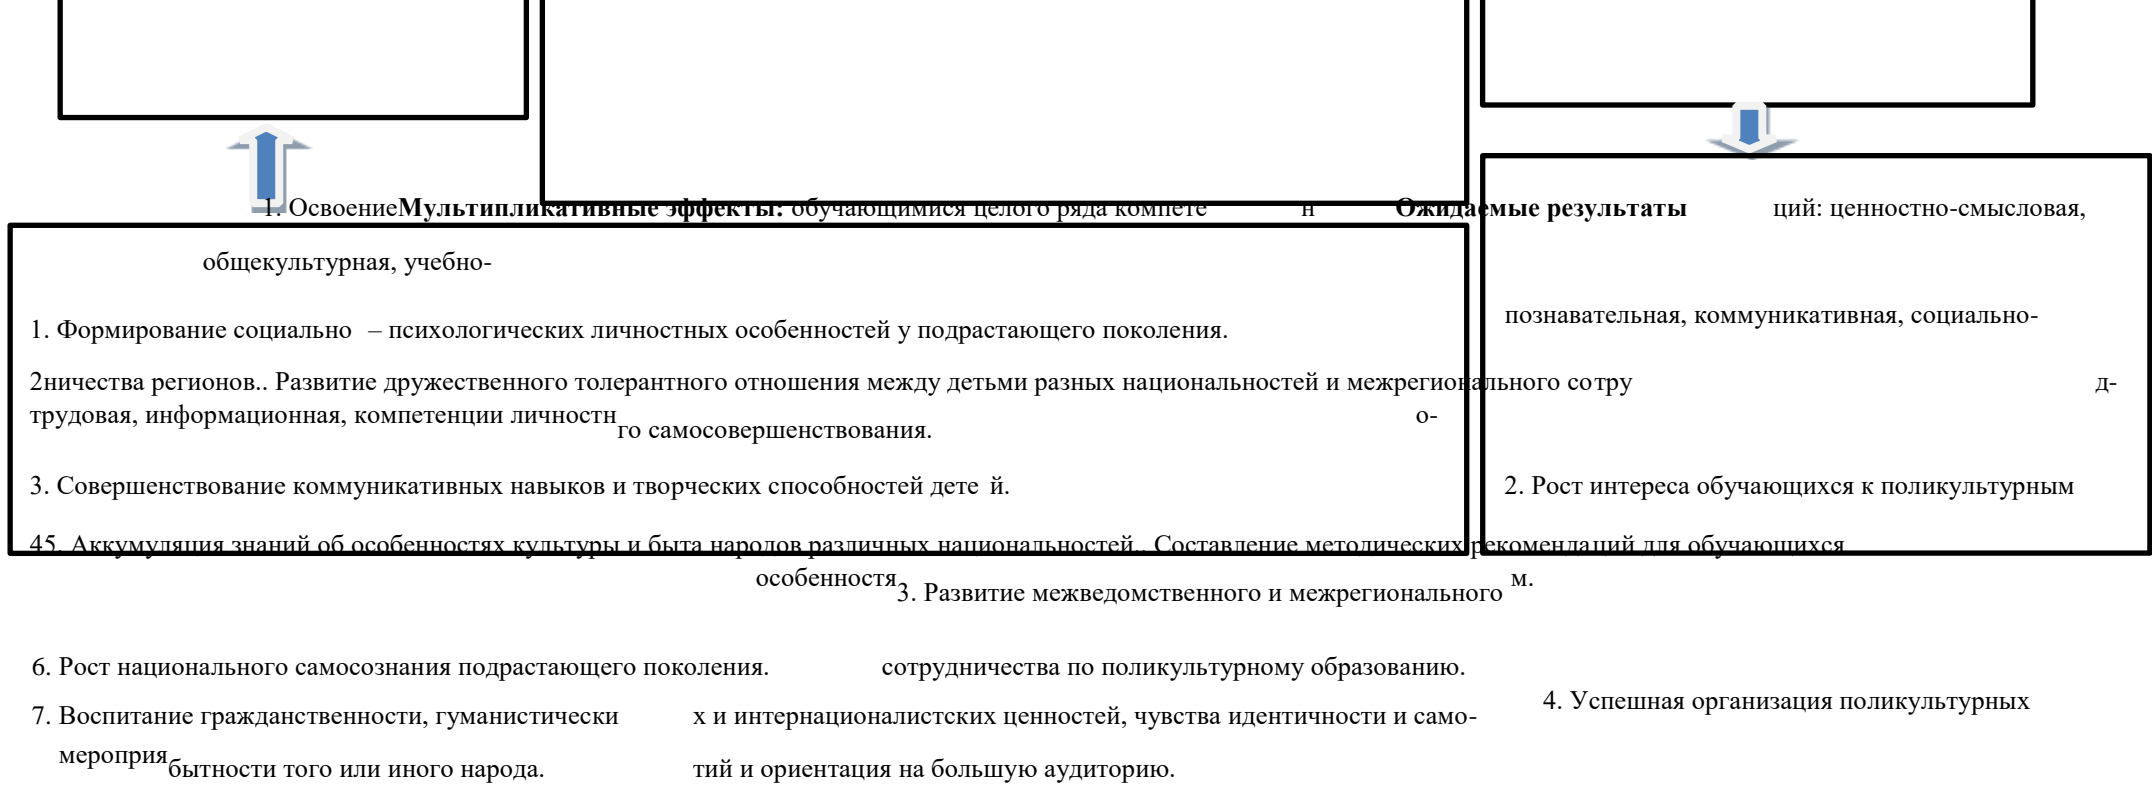 1. ОсвоениеМультипликативные эффекты: обучающимися целого ряда компете н Ожидаемые результаты ций: ценностно-смысловая,
общекультурная, учебно-
познавательная, коммуникативная, социально-
1. Формирование социально – психологических личностных особенностей у подрастающего поколения.
2ничества регионов.. Развитие дружественного толерантного отношения между детьми разных национальностей и межрегионального сотру д-
трудовая, информационная, компетенции личностн о-
го самосовершенствования.
3. Совершенствование коммуникативных навыков и творческих способностей дете й. 2. Рост интереса обучающихся к поликультурным
45. Аккумуляция знаний об особенностях культуры и быта народов различных национальностей.. Составление методических рекомендаций для обучающихся
особенностя м.
3. Развитие межведомственного и межрегионального
6. Рост национального самосознания подрастающего поколения. сотрудничества по поликультурному образованию.
4. Успешная организация поликультурных
7. Воспитание гражданственности, гуманистически х и интернационалистских ценностей, чувства идентичности и само-
мероприя
бытности того или иного народа. тий и ориентация на большую аудиторию.